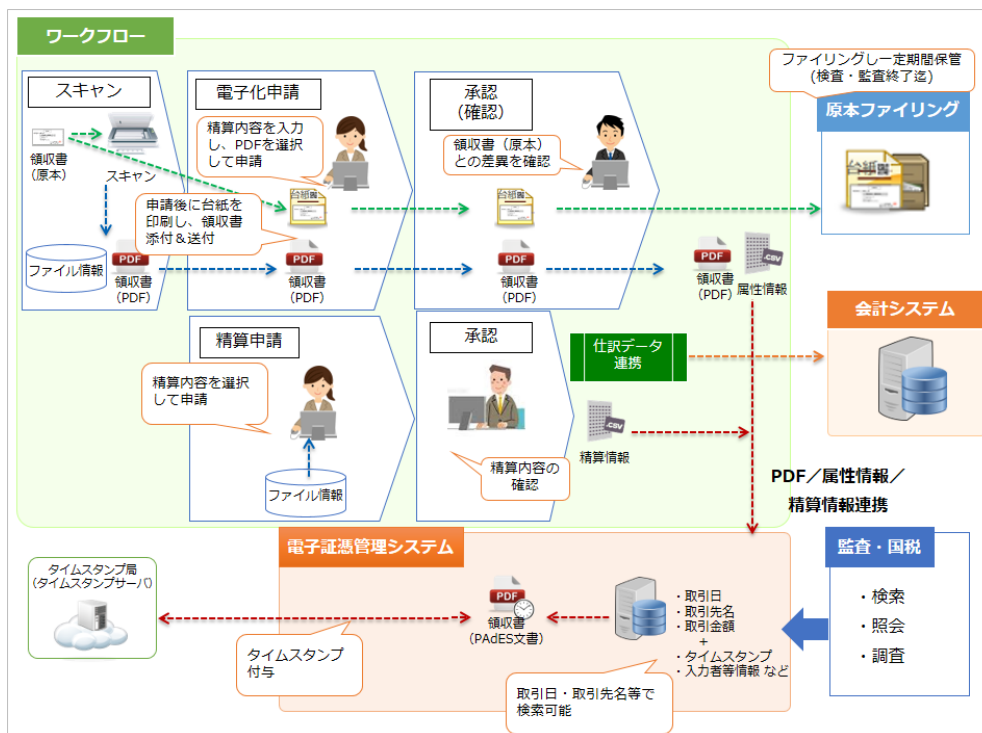 ワークフロー
スキャン
領収書
(原本)
スキャン
ファイル情報
PDF
領収書
(PDF)
電子化申請
精算内容を入力
し、PDFを選択
して申請
申請後に台紙を
印刷し、領収書
添付＆送付
台紙
PDF
領収書
(PDF)
承認
(確認)
領収書（原本）
との差異を確認
台紙
PDF
領収書
(PDF)
PDF
領収書
(PDF)
.CSV
属性情報
ファイリングし一定期間保管
(検査・監査終了迄)
原本ファイリング
台紙
精算申請
精算内容を選択
して申請
ファイル情報
承認
精算内容の
確認
仕訳データ
連携
.CSV
精算情報
会計システム
PDF／属性情報／
精算情報連携
電子証憑管理システム
タイムスタンプ局
(タイムスタンプサーバ)
タイムスタンプ
付与
PDF
領収書
(PAdES文書)
・取引日
・取引先名
・取引金額
+
・タイムスタンプ
・入力者等情報 など
取引日・取引先名等で
検索可能
監査・国税
・検索
・照会
・調査